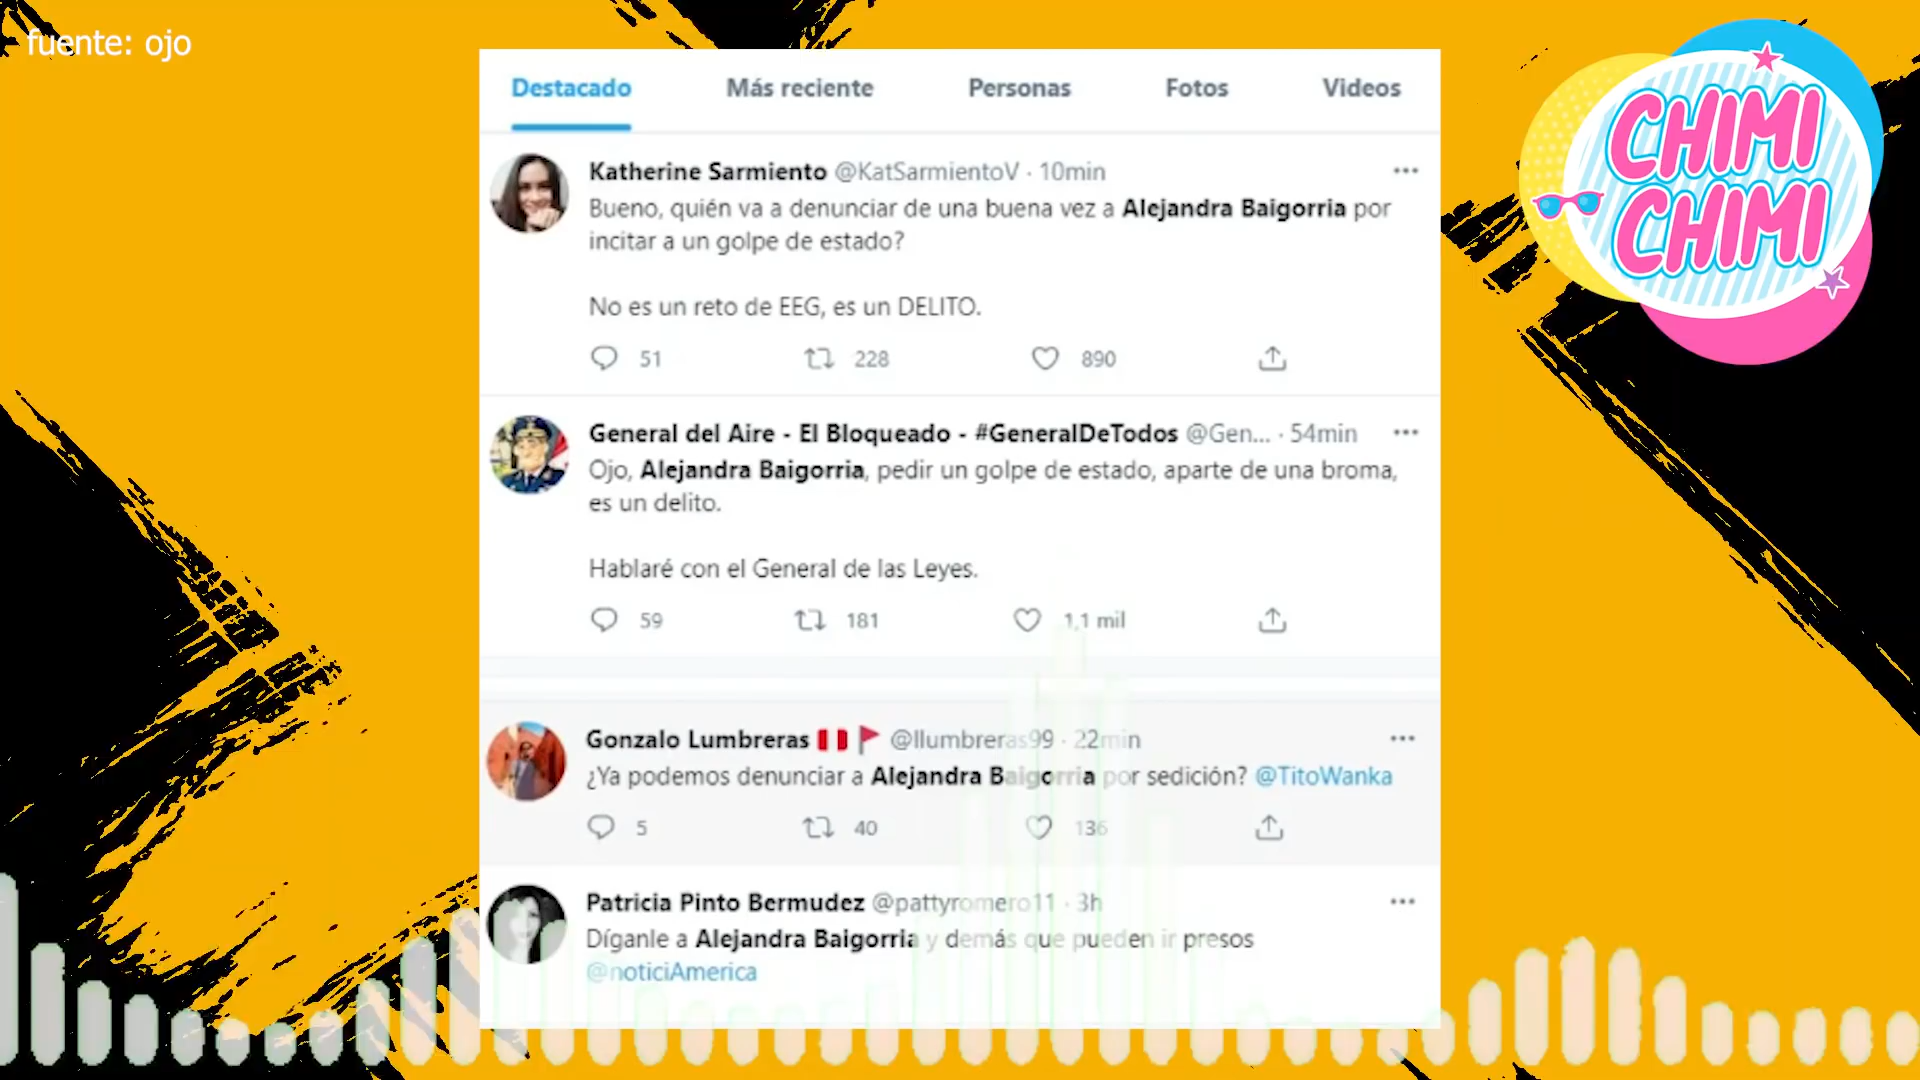 fuente: ojo
CHIMI
CHIMI
Destacado Más reciente Personas Fotos Videos
Katherine Sarmiento @KatSarmientoV · 10min
Bueno, quién va a denunciar de una buena vez a Alejandra Baigorria por
incitar a un golpe de estado?
No es un reto de EEG, es un DELITO.
51 228 890
General del Aire - El Bloqueado - #GeneralDeTodos @Gen... · 54min
Ojo, Alejandra Baigorria, pedir un golpe de estado, aparte de una broma,
es un delito.
Hablaré con el General de las Leyes.
59 181 1,1 mil
Gonzalo Lumbreras @llumbreras99 · 22min
¿Ya podemos denunciar a Alejandra Baigorria por sedición? @TitoWanka
5 40 136
Patricia Pinto Bermudez @pattyromero11 · 3h
Díganle a Alejandra Baigorria y demás que pueden ir presos
@noticiAmerica